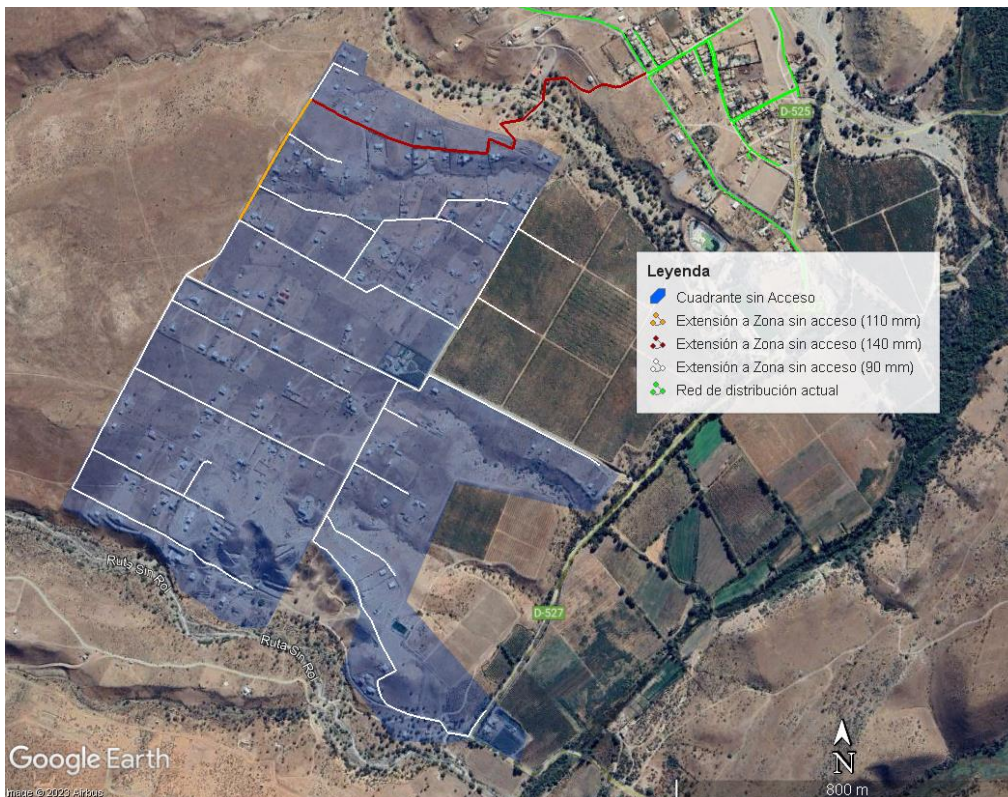 D-525
Leyenda
Cuadrante sin Acceso
Extensión a Zona sin acceso (110 mm)
Extensión a Zona sin acceso (140 mm)
Extensión a Zona sin acceso (90 mm)
Red de distribución actual
Ruta Sin Rol
D-527
Ruta Sin Rol
Google Earth
N
Image © 2023 Airbus
800 m